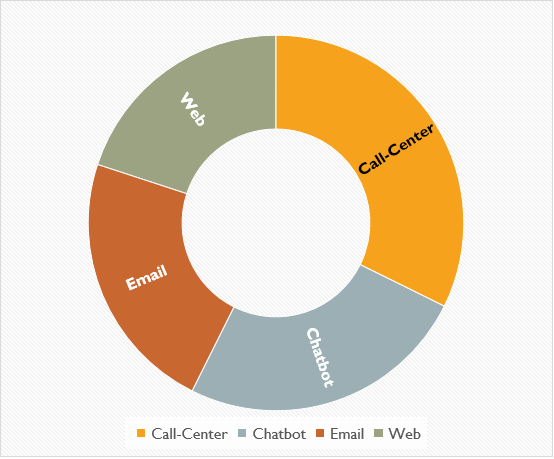 Web
Call-Center
Email
Chatbot
Call-Center Chatbot Email Web